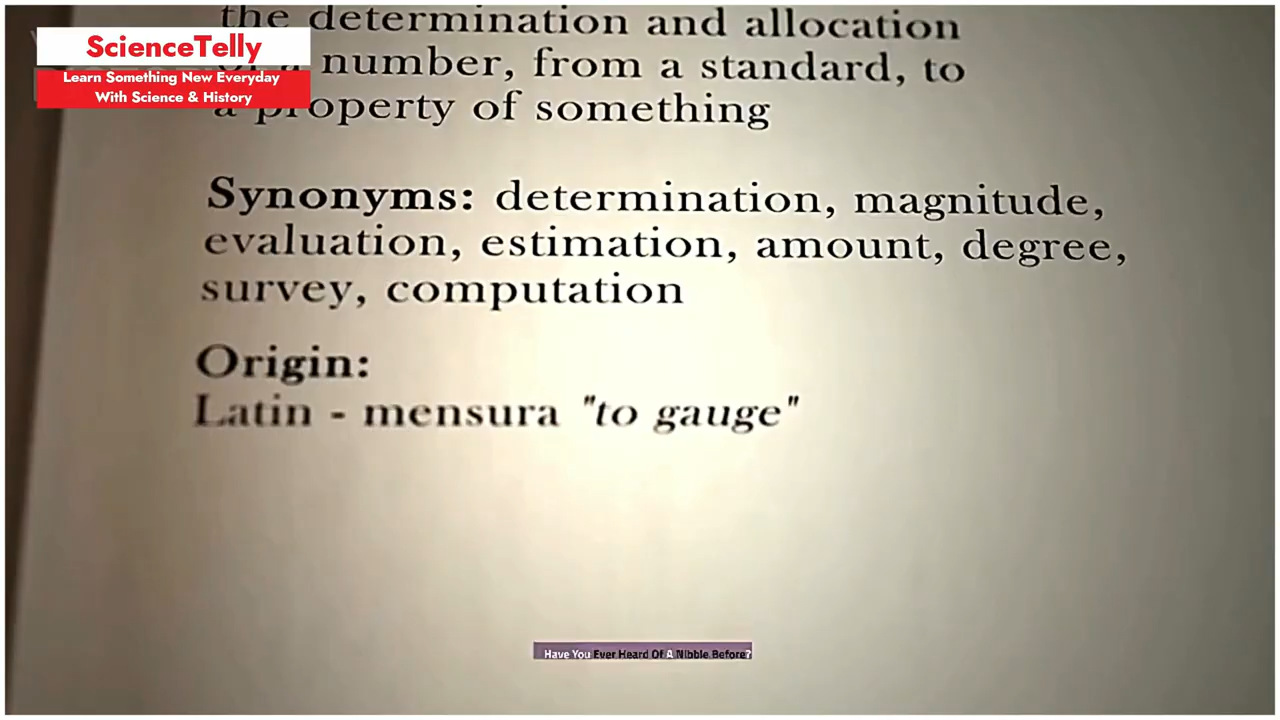 ScienceTelly
Learn Something New Everyday
With Science & History
the determination and allocation
of a number, from a standard, to
a property of something
Synonyms: determination, magnitude,
evaluation, estimation, amount, degree,
survey, computation
Origin:
Latin - mensura "to gauge"
Have You Ever Heard Of A Nibble Before?